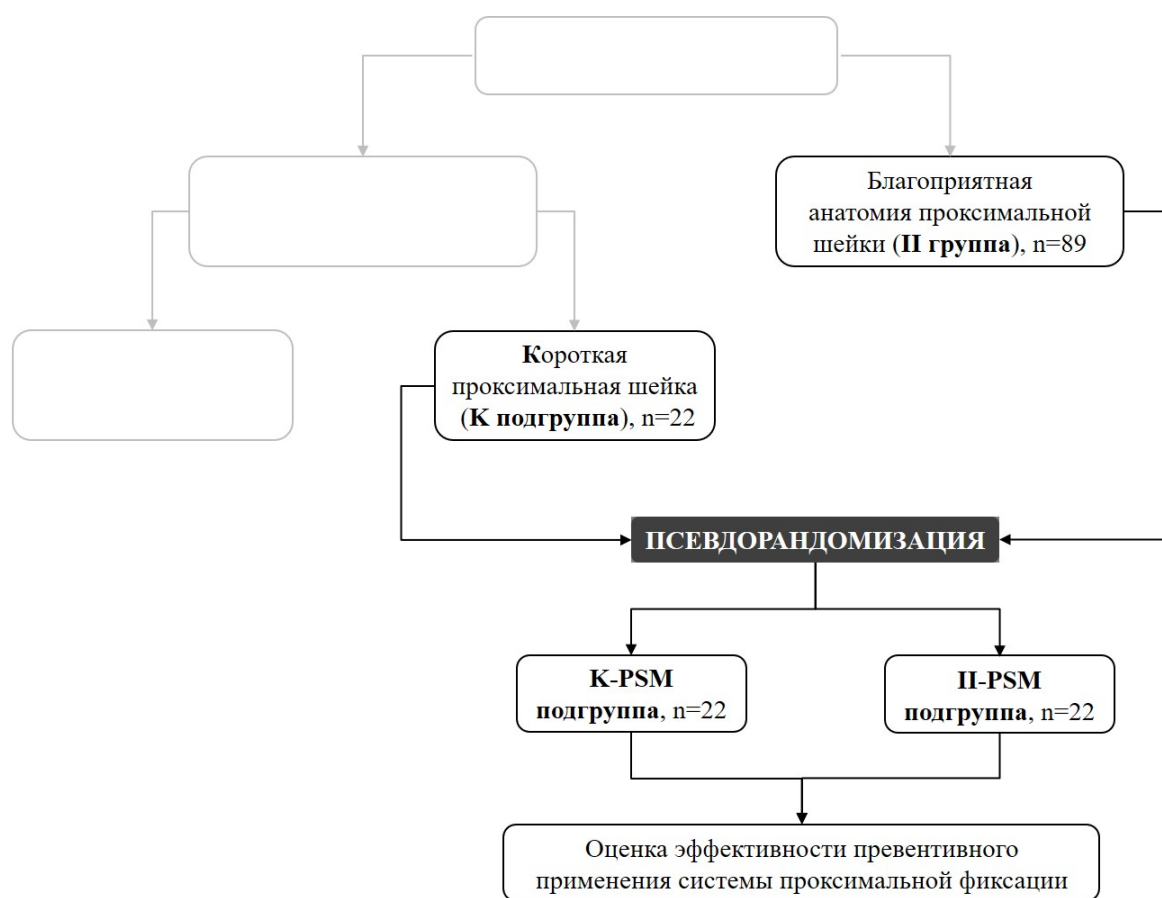 Благоприятная
анатомия проксимальной
шейки (II группа), n=89
Короткая
проксимальная шейка
(К подгруппа), n=22
ПСЕВДОРАНДОМИЗАЦИЯ
K-PSM
подгруппа, n=22
II-PSM
подгруппа, n=22
Оценка эффективности превентивного
применения системы проксимальной фиксации